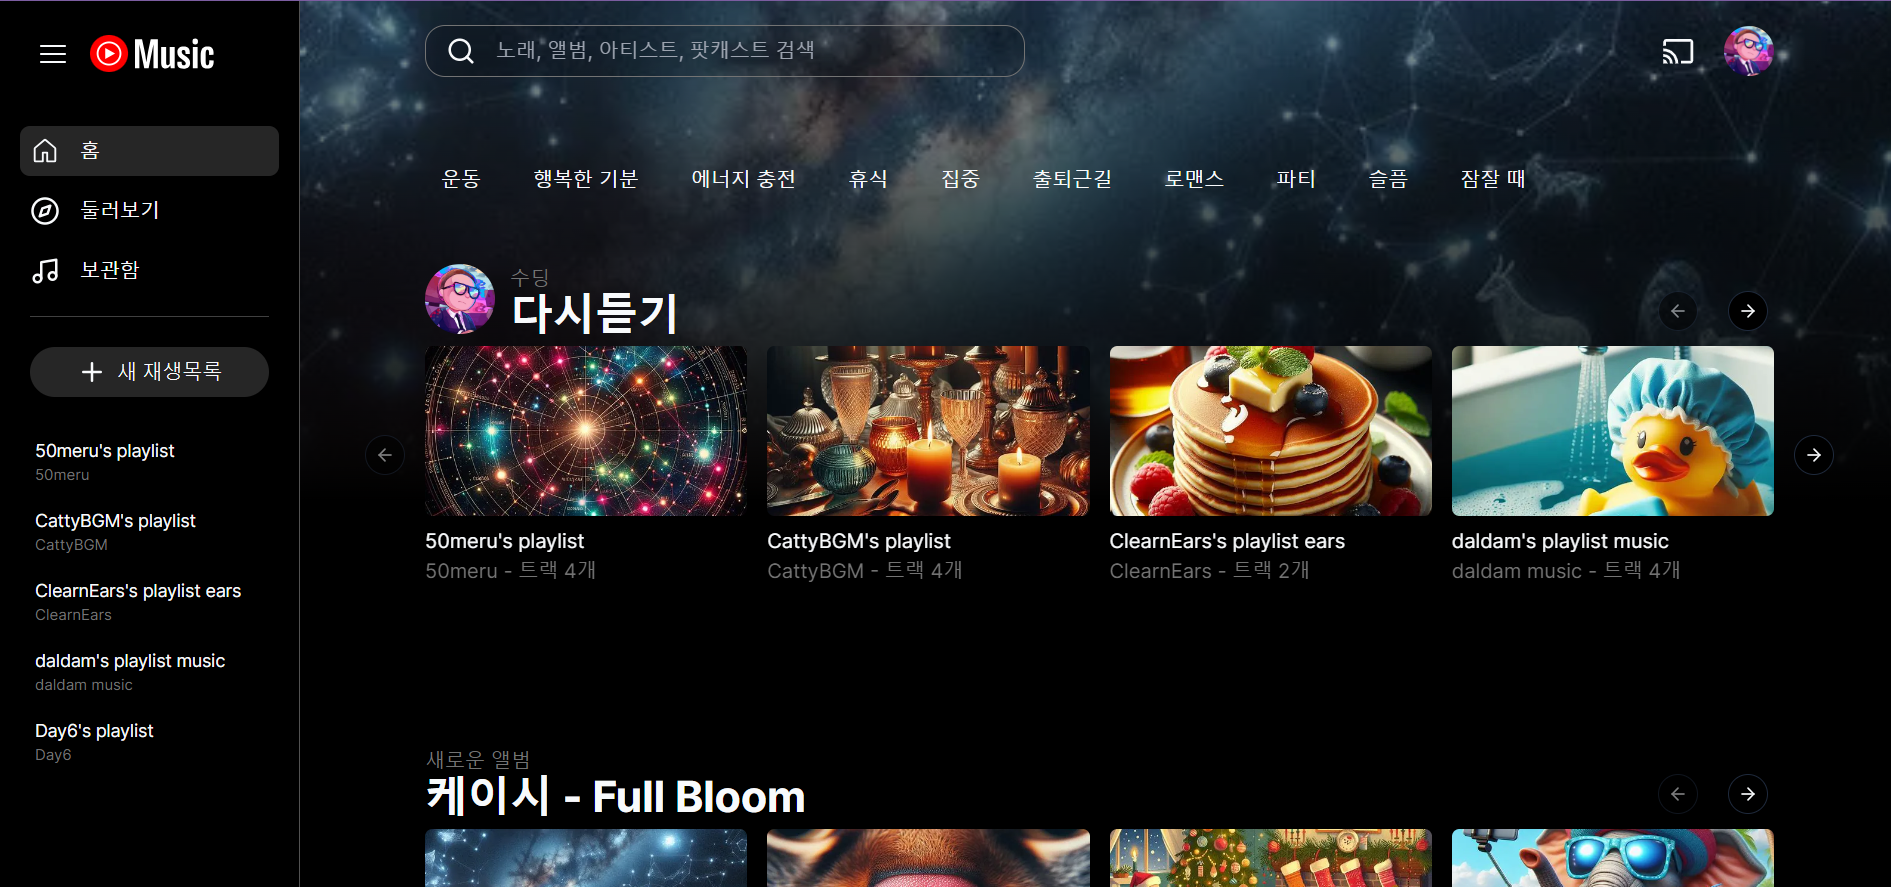 Music
노래, 앨범, 아티스트, 팟캐스트 검색
홈
둘러보기
보관함
새 재생목록
50meru's playlist
50meru
CattyBGM's playlist
CattyBGM
ClearnEars's playlist ears
ClearnEars
daldam's playlist music
daldam music
Day6's playlist
Day6
운동 행복한 기분 에너지 충전 휴식 집중 출퇴근길 로맨스 파티 슬픔 잠잘 때
수딩
다시듣기
50meru's playlist
50meru - 트랙 4개
CattyBGM's playlist
CattyBGM - 트랙 4개
ClearnEars's playlist ears
ClearnEars - 트랙 2개
daldam's playlist music
daldam music - 트랙 4개
새로운 앨범
케이시 - Full Bloom